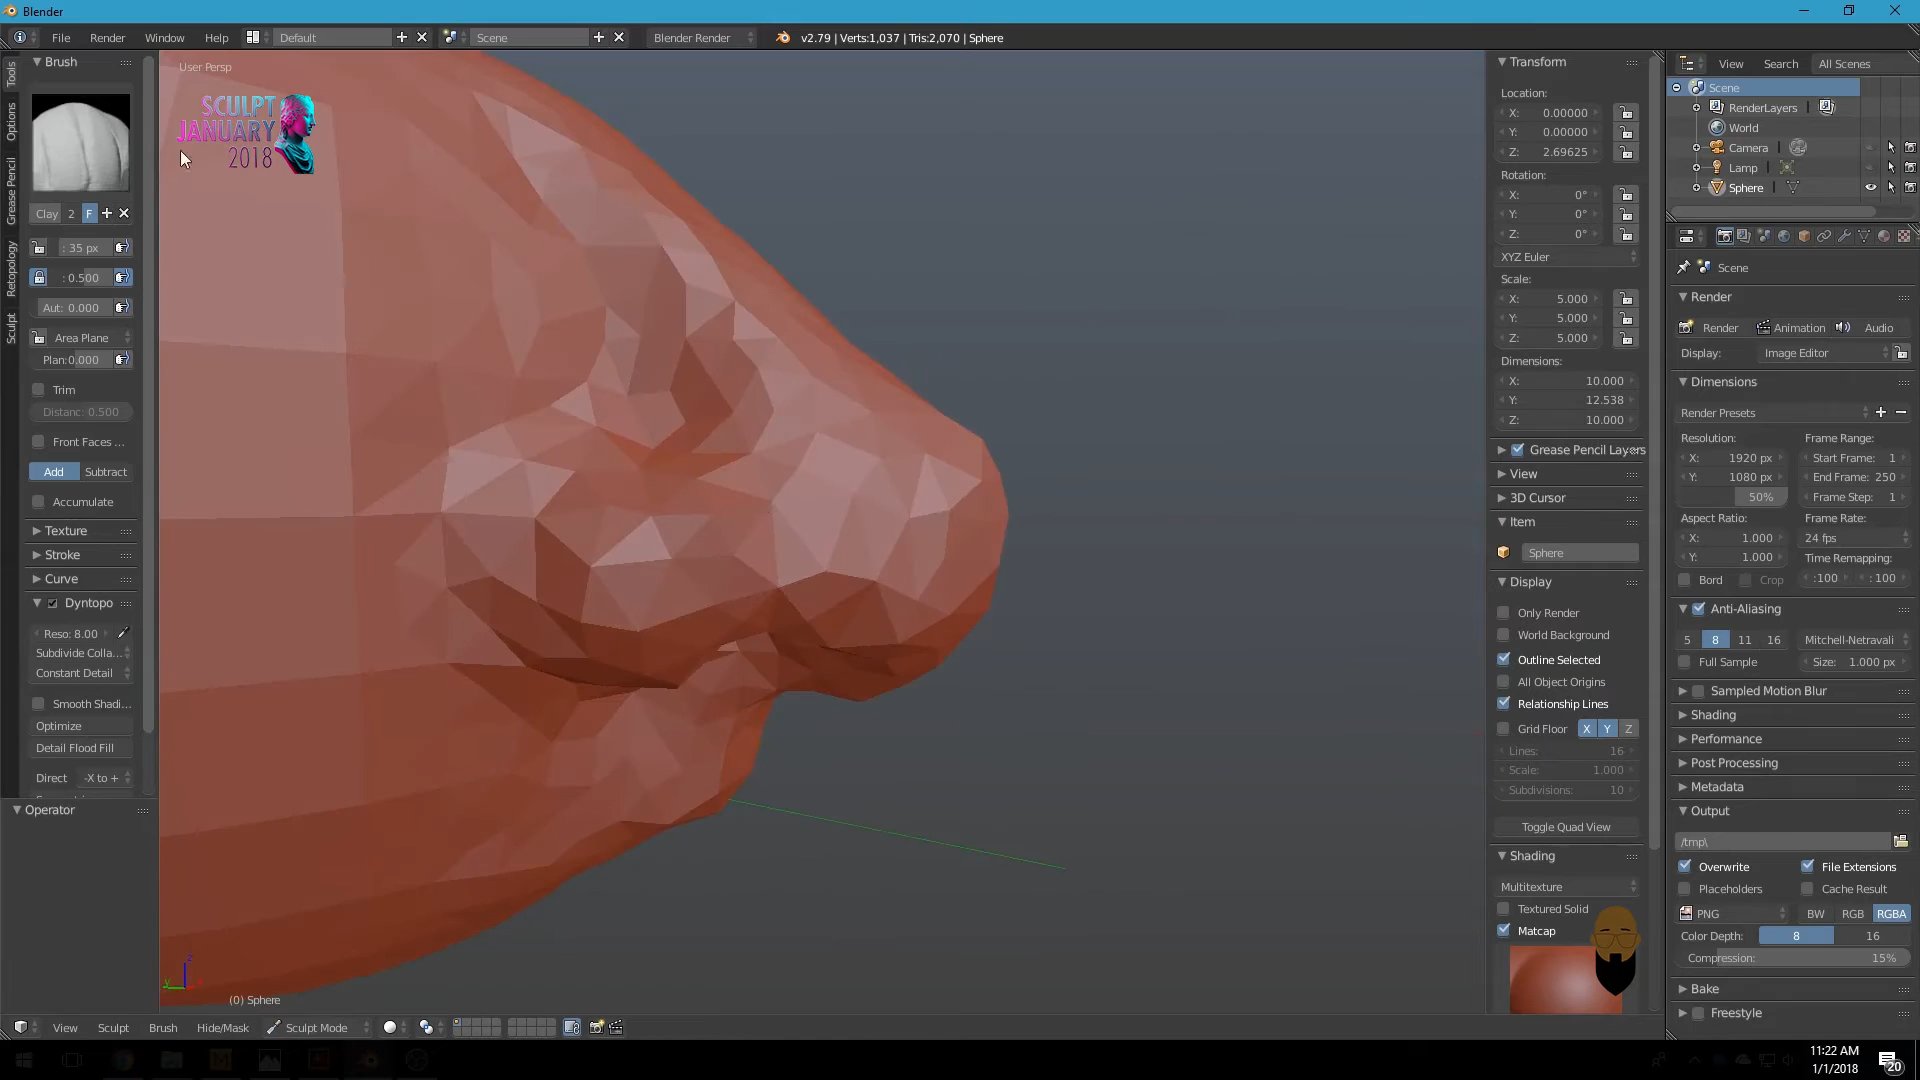 Blender
File Render Window Help Default Scene Blender Render v2.79 | Verts:1,037 | Tris:2,070 | Sphere
Tools
Options
Grease Pencil
Retopology
Sculpt
Brush
Clay 2 F
: 35 px
: 0.500
Aut: 0.000
Area Plane
Plan:0.000
Trim
Distanc: 0.500
Front Faces ...
Add Subtract
Accumulate
Texture
Stroke
Curve
Dyntopo
Reso: 8.00
Subdivide Colla...
Constant Detail
Smooth Shadi...
Optimize
Detail Flood Fill
Direct -X to +
Operator
User Persp
SCULPT
JANUARY
2018
(0) Sphere
View Sculpt Brush Hide/Mask Sculpt Mode
Transform
Location:
X: 0.00000
Y: 0.00000
Z: 2.69625
Rotation:
X: 0°
Y: 0°
Z: 0°
XYZ Euler
Scale:
X: 5.000
Y: 5.000
Z: 5.000
Dimensions:
X: 10.000
Y: 12.538
Z: 10.000
Grease Pencil Layers
View
3D Cursor
Item
Sphere
Display
Only Render
World Background
Outline Selected
All Object Origins
Relationship Lines
Grid Floor X Y Z
Lines: 16
Scale: 1.000
Subdivisions: 10
Toggle Quad View
Shading
Multitexture
Textured Solid
Matcap
View Search All Scenes
Scene
RenderLayers
World
Camera
Lamp
Sphere
Scene
Render
Render Animation Audio
Display: Image Editor
Dimensions
Render Presets
Resolution: Frame Range:
X: 1920 px Start Frame: 1
Y: 1080 px End Frame: 250
50% Frame Step: 1
Aspect Ratio: Frame Rate:
X: 1.000 24 fps
Y: 1.000 Time Remapping:
Bord Crop :100 : 100
Anti-Aliasing
5 8 11 16 Mitchell-Netravali
Full Sample Size: 1.000 px
Sampled Motion Blur
Shading
Performance
Post Processing
Metadata
Output
/tmp\
Overwrite File Extensions
Placeholders Cache Result
PNG BW RGB RGBA
Color Depth: 8 16
Compression: 15%
Bake
Freestyle
11:22 AM
1/1/2018
20